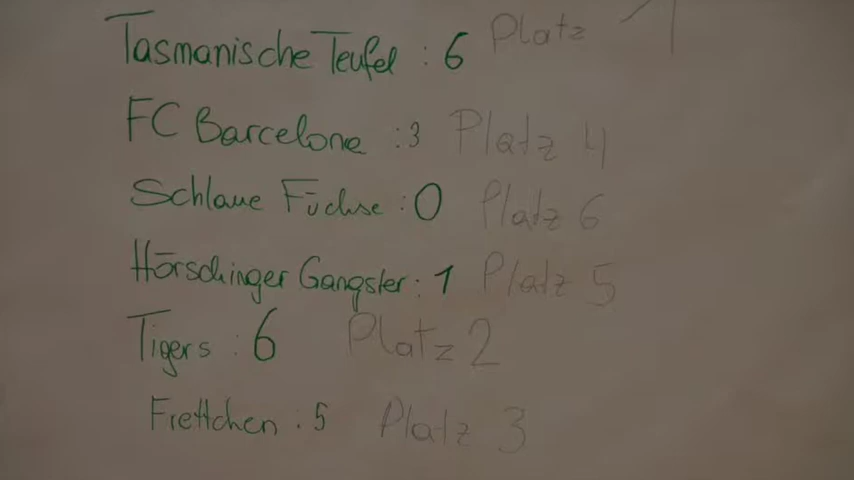 Tasmanische Teufel : 6 Platz 1
FC Barcelone : 3 Platz 4
Schlaue Füchse : 0 Platz 6
Hörschinger Gangster : 1 Platz 5
Tigers : 6 Platz 2
Frettchen : 5 Platz 3